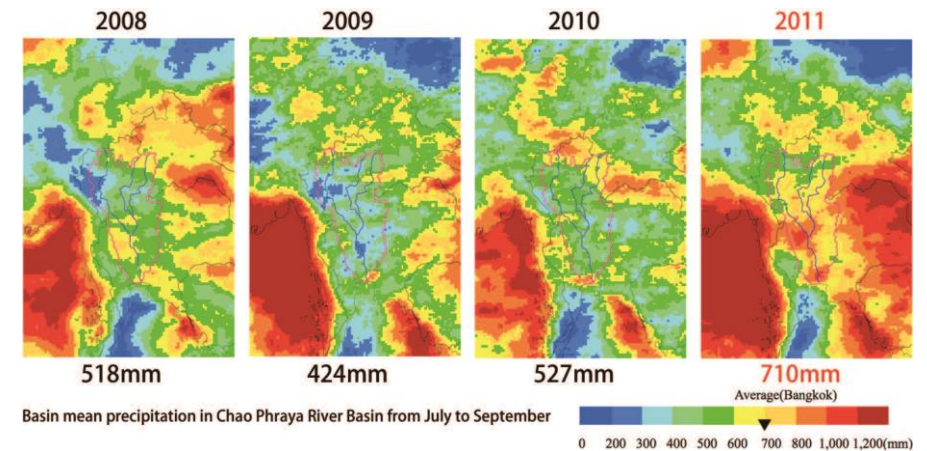 2008 2009 2010 2011
518mm 424mm 527mm 710mm
Average(Bangkok)
Basin mean precipitation in Chao Phraya River Basin from July to September
0 200 300 400 500 600 700 800 1,000 1,200(mm)